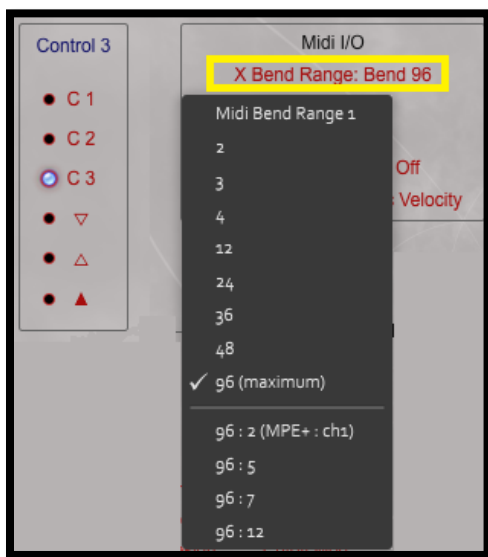 Control 3
C 1
C 2
C 3
Midi I/O
X Bend Range: Bend 96
Off
Velocity
Midi Bend Range 1
2
3
4
12
24
36
48
✓ 96 (maximum)
96 : 2 (MPE+ : ch1)
96 : 5
96 : 7
96 : 12